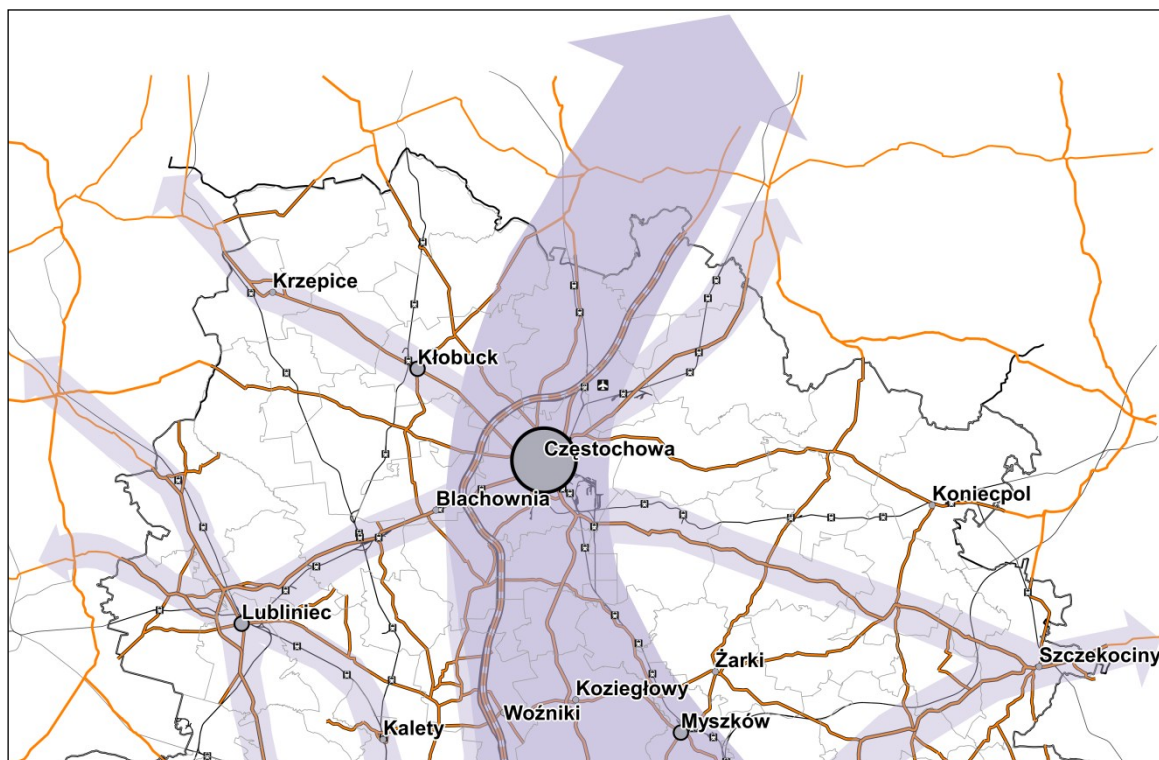 Krzepice
Kłobuck
Częstochowa
Blachownia
Koniecpol
Lubliniec
Szczekociny
Żarki
Koziegłowy
Woźniki
Myszków
Kalety